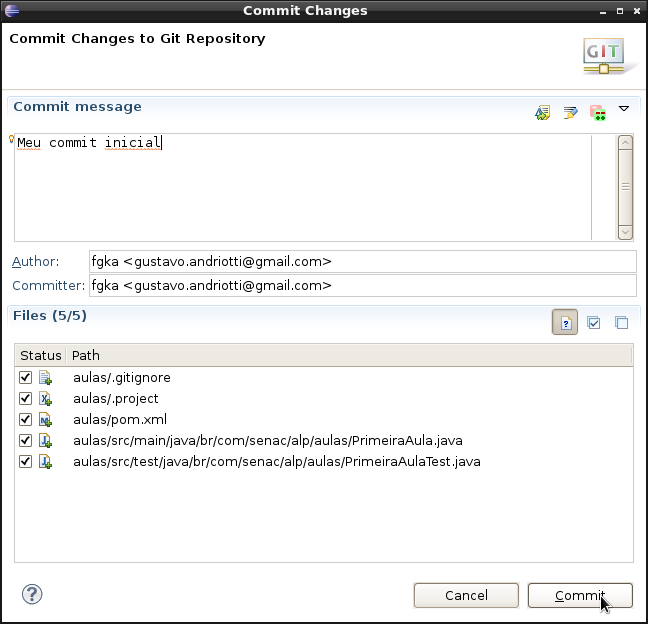 Commit Changes
Commit Changes to Git Repository
GIT
Commit message
Meu commit inicial
Author: fgka <gustavo.andriotti@gmail.com>
Committer: fgka <gustavo.andriotti@gmail.com>
Files (5/5)
Status Path
aulas/.gitignore
aulas/.project
aulas/pom.xml
aulas/src/main/java/br/com/senac/alp/aulas/PrimeiraAula.java
aulas/src/test/java/br/com/senac/alp/aulas/PrimeiraAulaTest.java
Cancel Commit